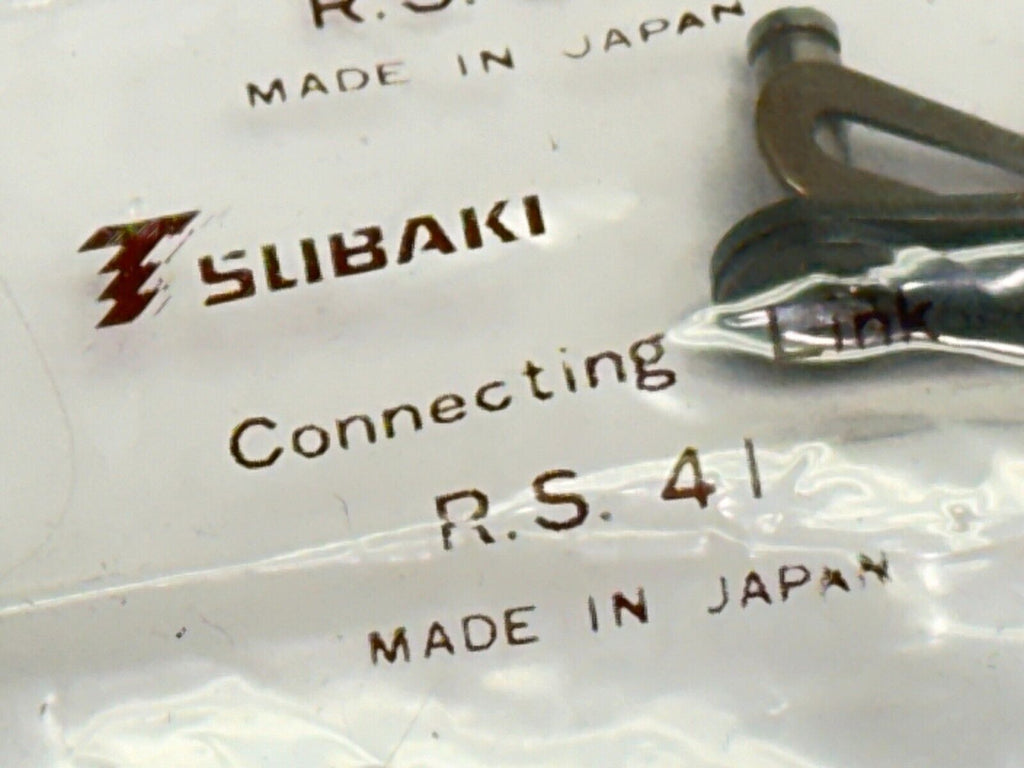 R.S.
MADE IN JAPAN
TSUBAKI
Connecting Link
R.S. 41
MADE IN JAPAN